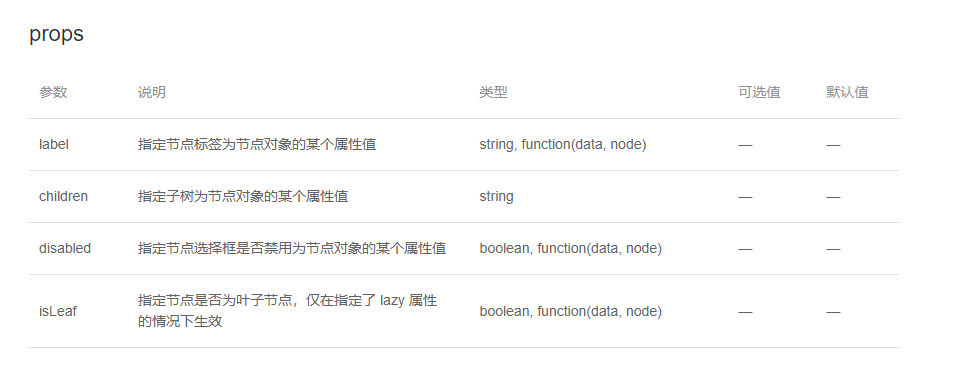 props
参数 说明 类型 可选值 默认值
label 指定节点标签为节点对象的某个属性值 string, function(data, node) — —
children 指定子树为节点对象的某个属性值 string — —
disabled 指定节点选择框是否禁用为节点对象的某个属性值 boolean, function(data, node) — —
isLeaf 指定节点是否为叶子节点，仅在指定了 lazy 属性 boolean, function(data, node) — —
的情况下生效